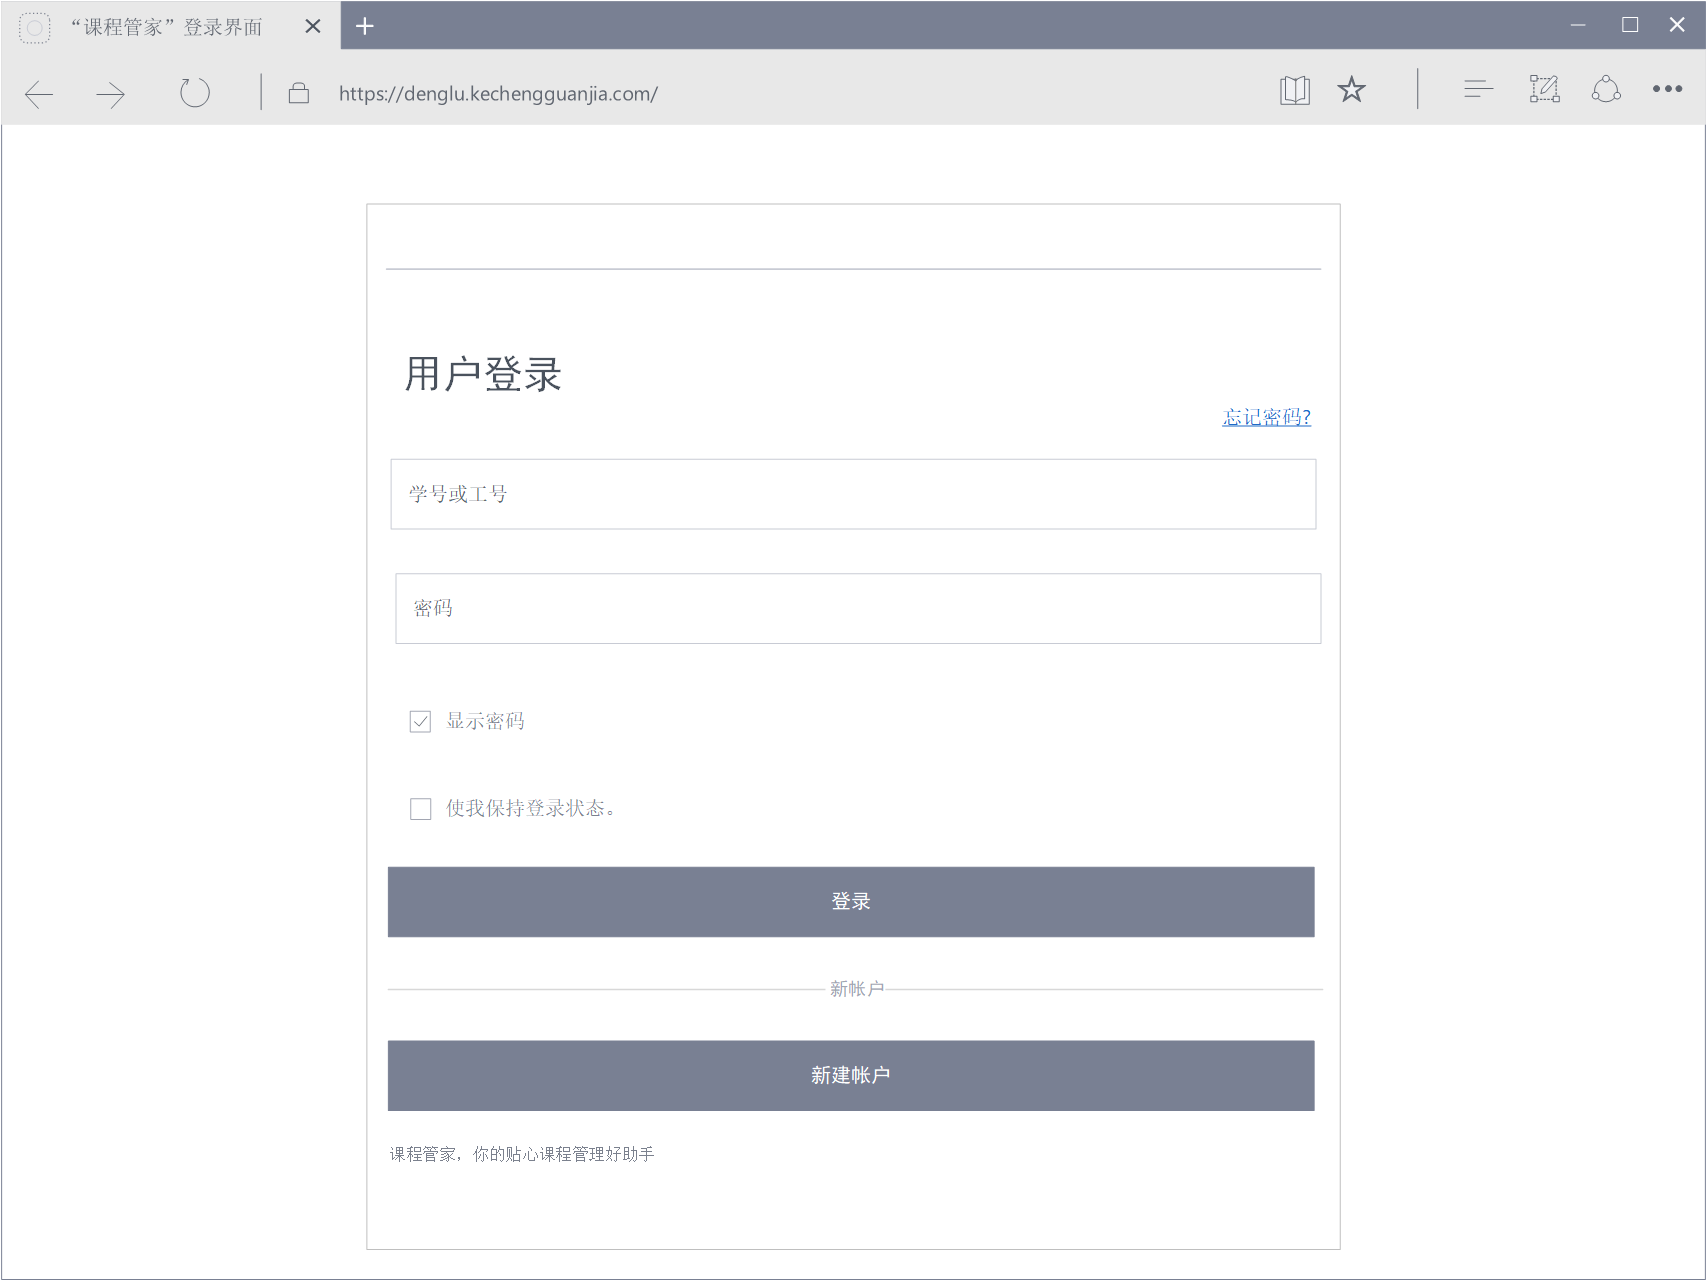 “课程管家”登录界面
https://denglu.kechengguanjia.com/
用户登录
忘记密码?
学号或工号
密码
显示密码
使我保持登录状态。
登录
新帐户
新建帐户
课程管家，你的贴心课程管理好助手